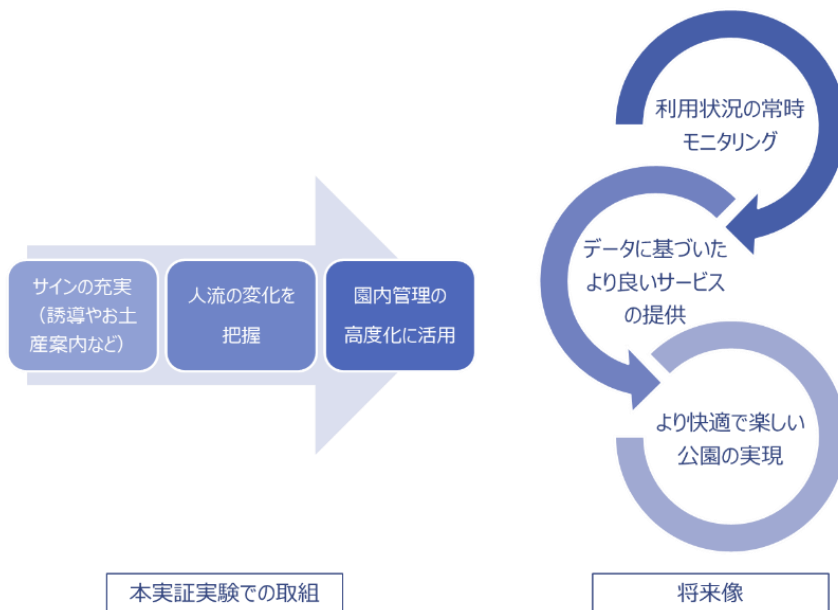 サインの充実
(誘導やお土
産案内など)
人流の変化を
把握
園内管理の
高度化に活用
本実証実験での取組
利用状況の常時
モニタリング
データに基づいた
より良いサービス
の提供
より快適で楽しい
公園の実現
将来像